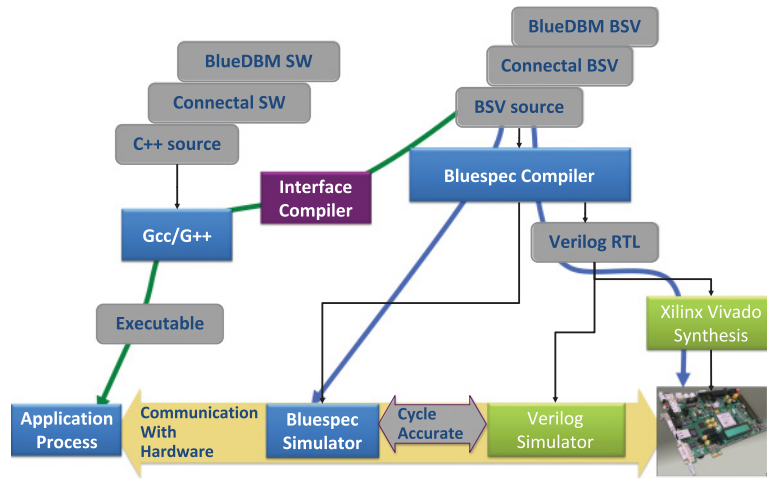 BlueDBM BSV
BlueDBM SW
Connectal BSV
Connectal SW
BSV source
C++ source
Interface
Compiler
Bluespec Compiler
Gcc/G++
Verilog RTL
Executable
Xilinx Vivado
Synthesis
Application
Process
Communication
With
Hardware
Bluespec
Simulator
Cycle
Accurate
Verilog
Simulator